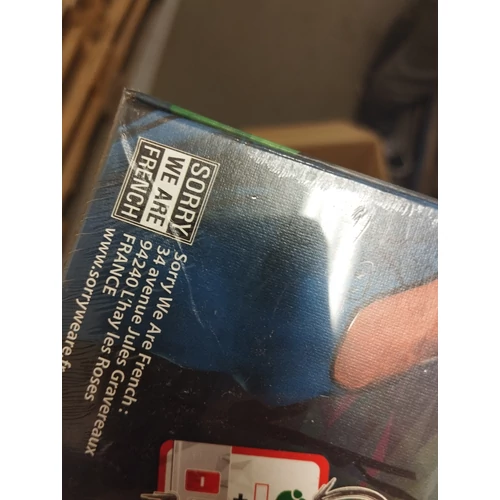 SORRY
WE ARE
FRENCH
Sorry We Are French :
34 avenue Jules Gravereaux
94240 L'hay les Roses
FRANCE
www.sorryweare.fr